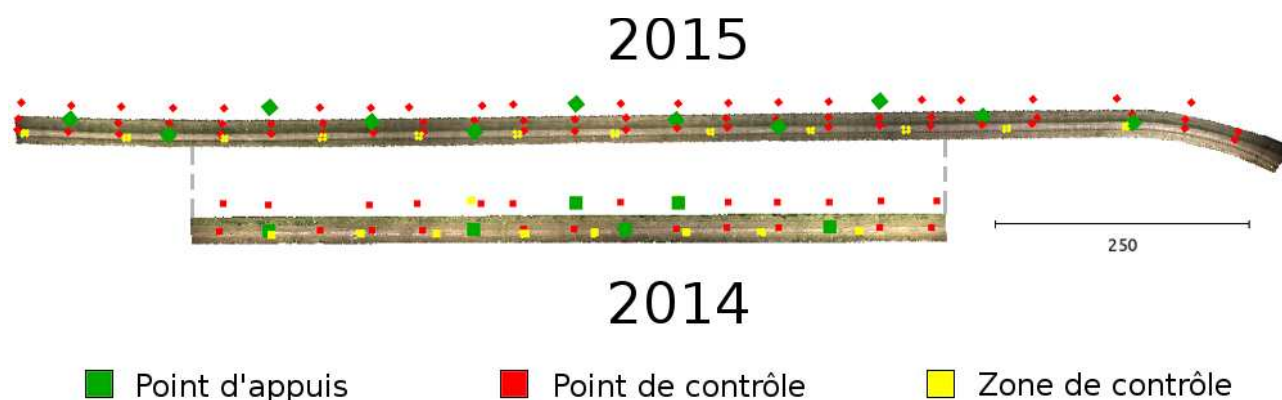 2015
250
2014
Point d'appuis
Point de contrôle
Zone de contrôle